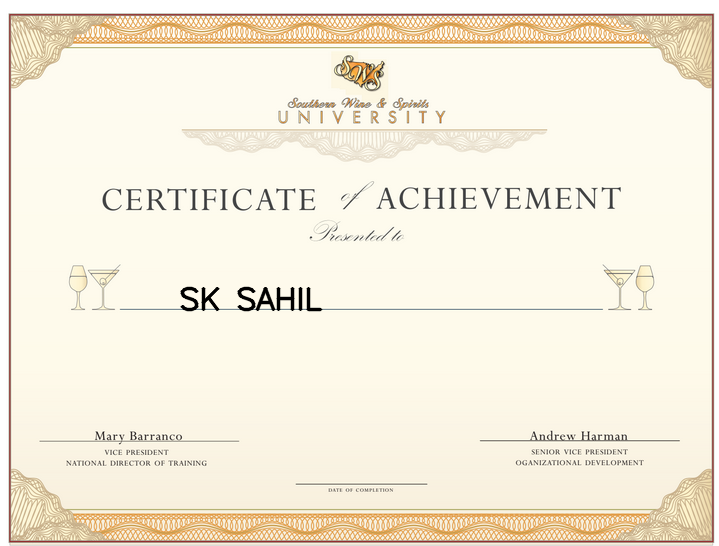 SWS
Southern Wine & Spirits
UNIVERSITY
CERTIFICATE of ACHIEVEMENT
Presented to
SK SAHIL
Mary Barranco
VICE PRESIDENT
NATIONAL DIRECTOR OF TRAINING
Andrew Harman
SENIOR VICE PRESIDENT
OGANIZATIONAL DEVELOPMENT
DATE OF COMPLETION